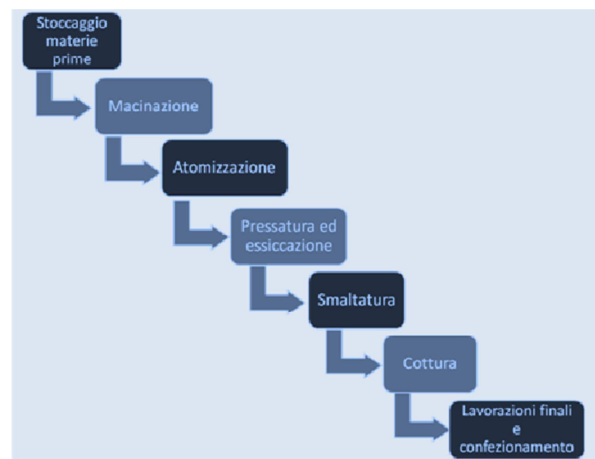 Stoccaggio
materie
prime
Macinazione
Atomizzazione
Pressatura ed
essiccazione
Smaltatura
Cottura
Lavorazioni finali
e
confezionamento